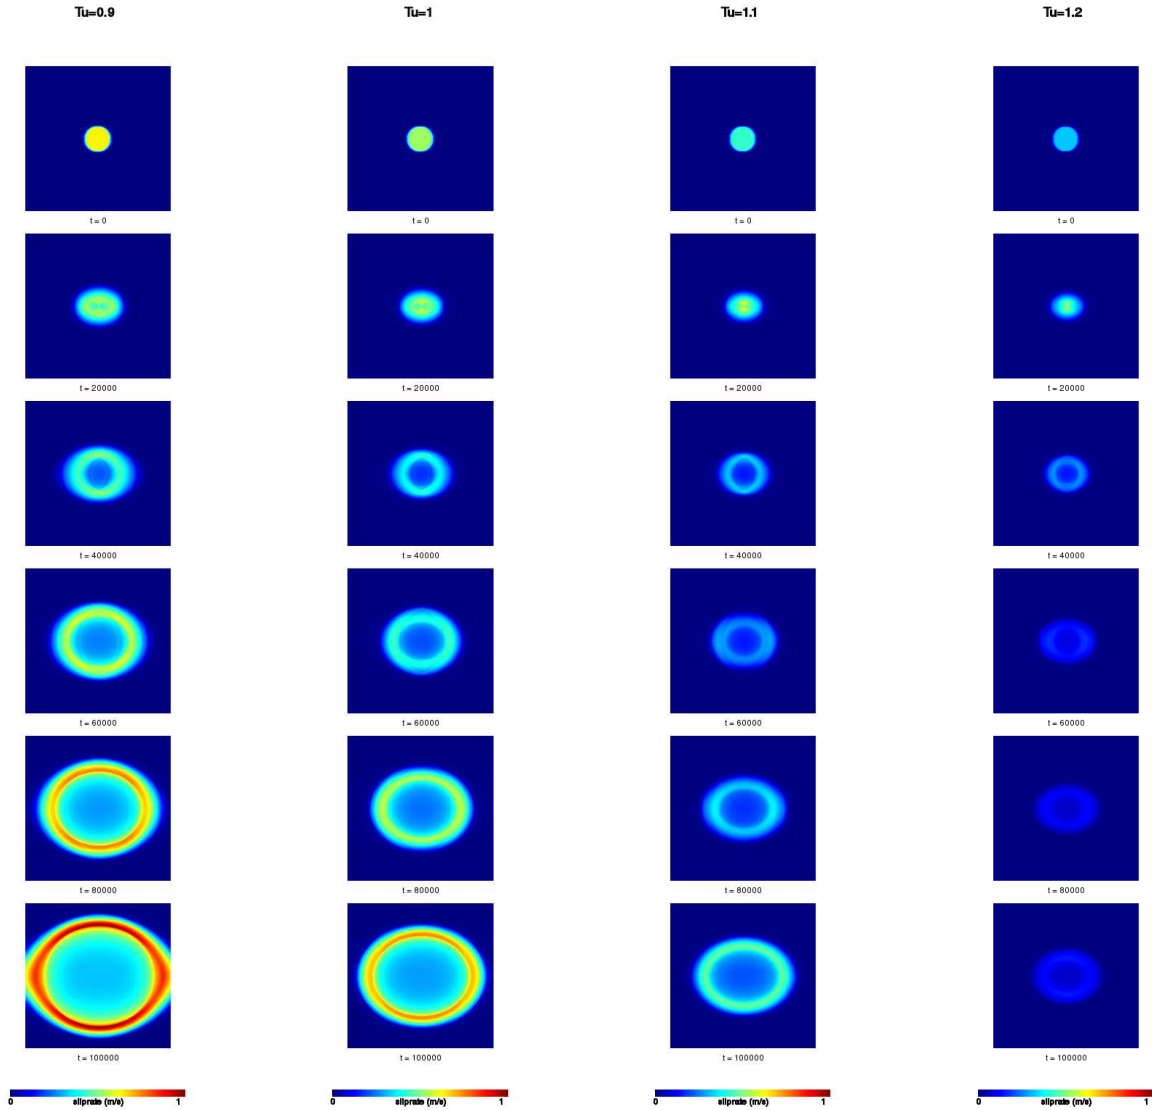 Tu=0.9 Tu=1 Tu=1.1 Tu=1.2
t = 0 t = 0 t = 0 t = 0
t = 20000 t = 20000 t = 20000 t = 20000
t = 40000 t = 40000 t = 40000 t = 40000
t = 60000 t = 60000 t = 60000 t = 60000
t = 80000 t = 80000 t = 80000 t = 80000
t = 100000 t = 100000 t = 100000 t = 100000
0 sliprate (m/s) 1 0 sliprate (m/s) 1 0 sliprate (m/s) 1 0 sliprate (m/s) 1